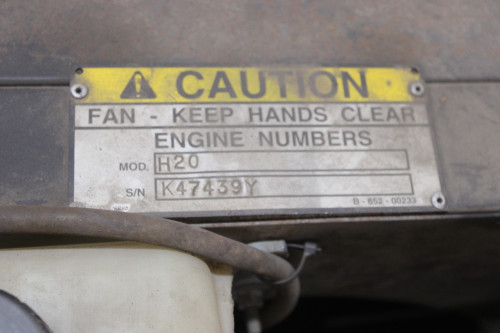 CAUTION
FAN - KEEP HANDS CLEAR
ENGINE NUMBERS
MOD. H20
S/N K47439Y
B-652-00233